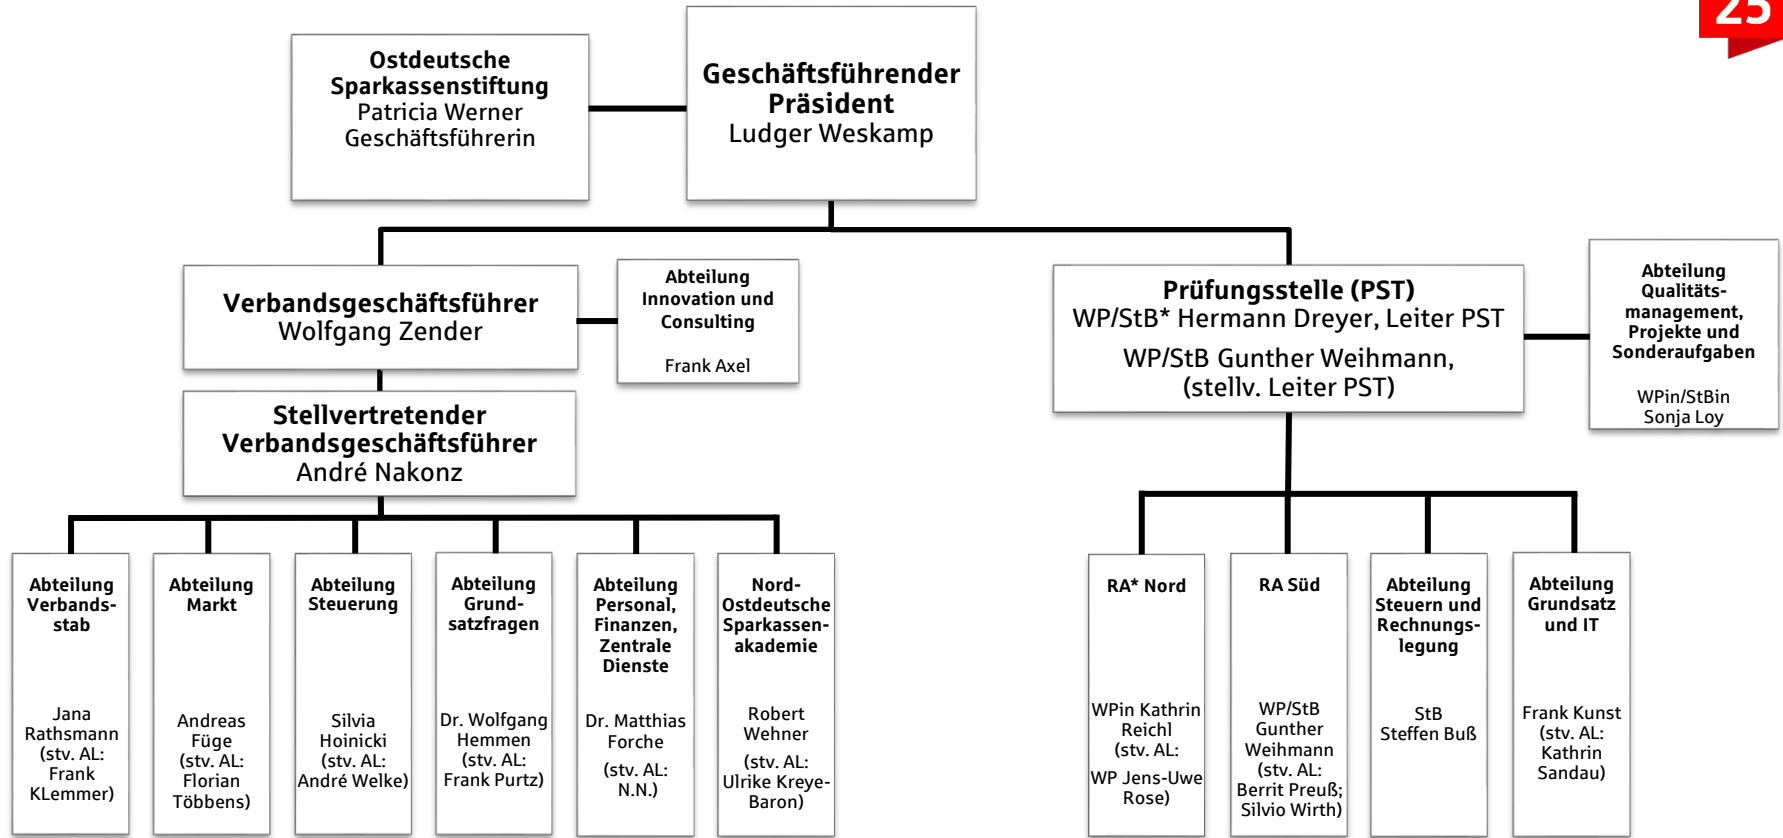 25
Ostdeutsche
Sparkassenstiftung
Patricia Werner
Geschäftsführerin
Geschäftsführender
Präsident
Ludger Weskamp
Verbandsgeschäftsführer
Wolfgang Zender
Abteilung
Innovation und
Consulting
Frank Axel
Prüfungsstelle (PST)
WP/StB* Hermann Dreyer, Leiter PST
WP/StB Gunther Weihmann,
(stellv. Leiter PST)
Abteilung
Qualitäts-
management,
Projekte und
Sonderaufgaben
WPin/StBin
Sonja Loy
Stellvertretender
Verbandsgeschäftsführer
André Nakonz
Abteilung
Verbands-
stab
Jana
Rathsmann
(stv. AL:
Frank
KLemmer)
Abteilung
Markt
Andreas
Füge
(stv. AL:
Florian
Többens)
Abteilung
Steuerung
Silvia
Hoinicki
(stv. AL:
André Welke)
Abteilung
Grund-
satzfragen
Dr. Wolfgang
Hemmen
(stv. AL:
Frank Purtz)
Abteilung
Personal,
Finanzen,
Zentrale
Dienste
Dr. Matthias
Forche
(stv. AL:
N.N.)
Nord-
Ostdeutsche
Sparkassen-
akademie
Robert
Wehner
(stv. AL:
Ulrike Kreye-
Baron)
RA* Nord
WPin Kathrin
Reichl
(stv. AL:
WP Jens-Uwe
Rose)
RA Süd
WP/StB
Gunther
Weihmann
(stv. AL:
Berrit Preuß;
Silvio Wirth)
Abteilung
Steuern und
Rechnungs-
legung
StB
Steffen Buß
Abteilung
Grundsatz
und IT
Frank Kunst
(stv. AL:
Kathrin
Sandau)